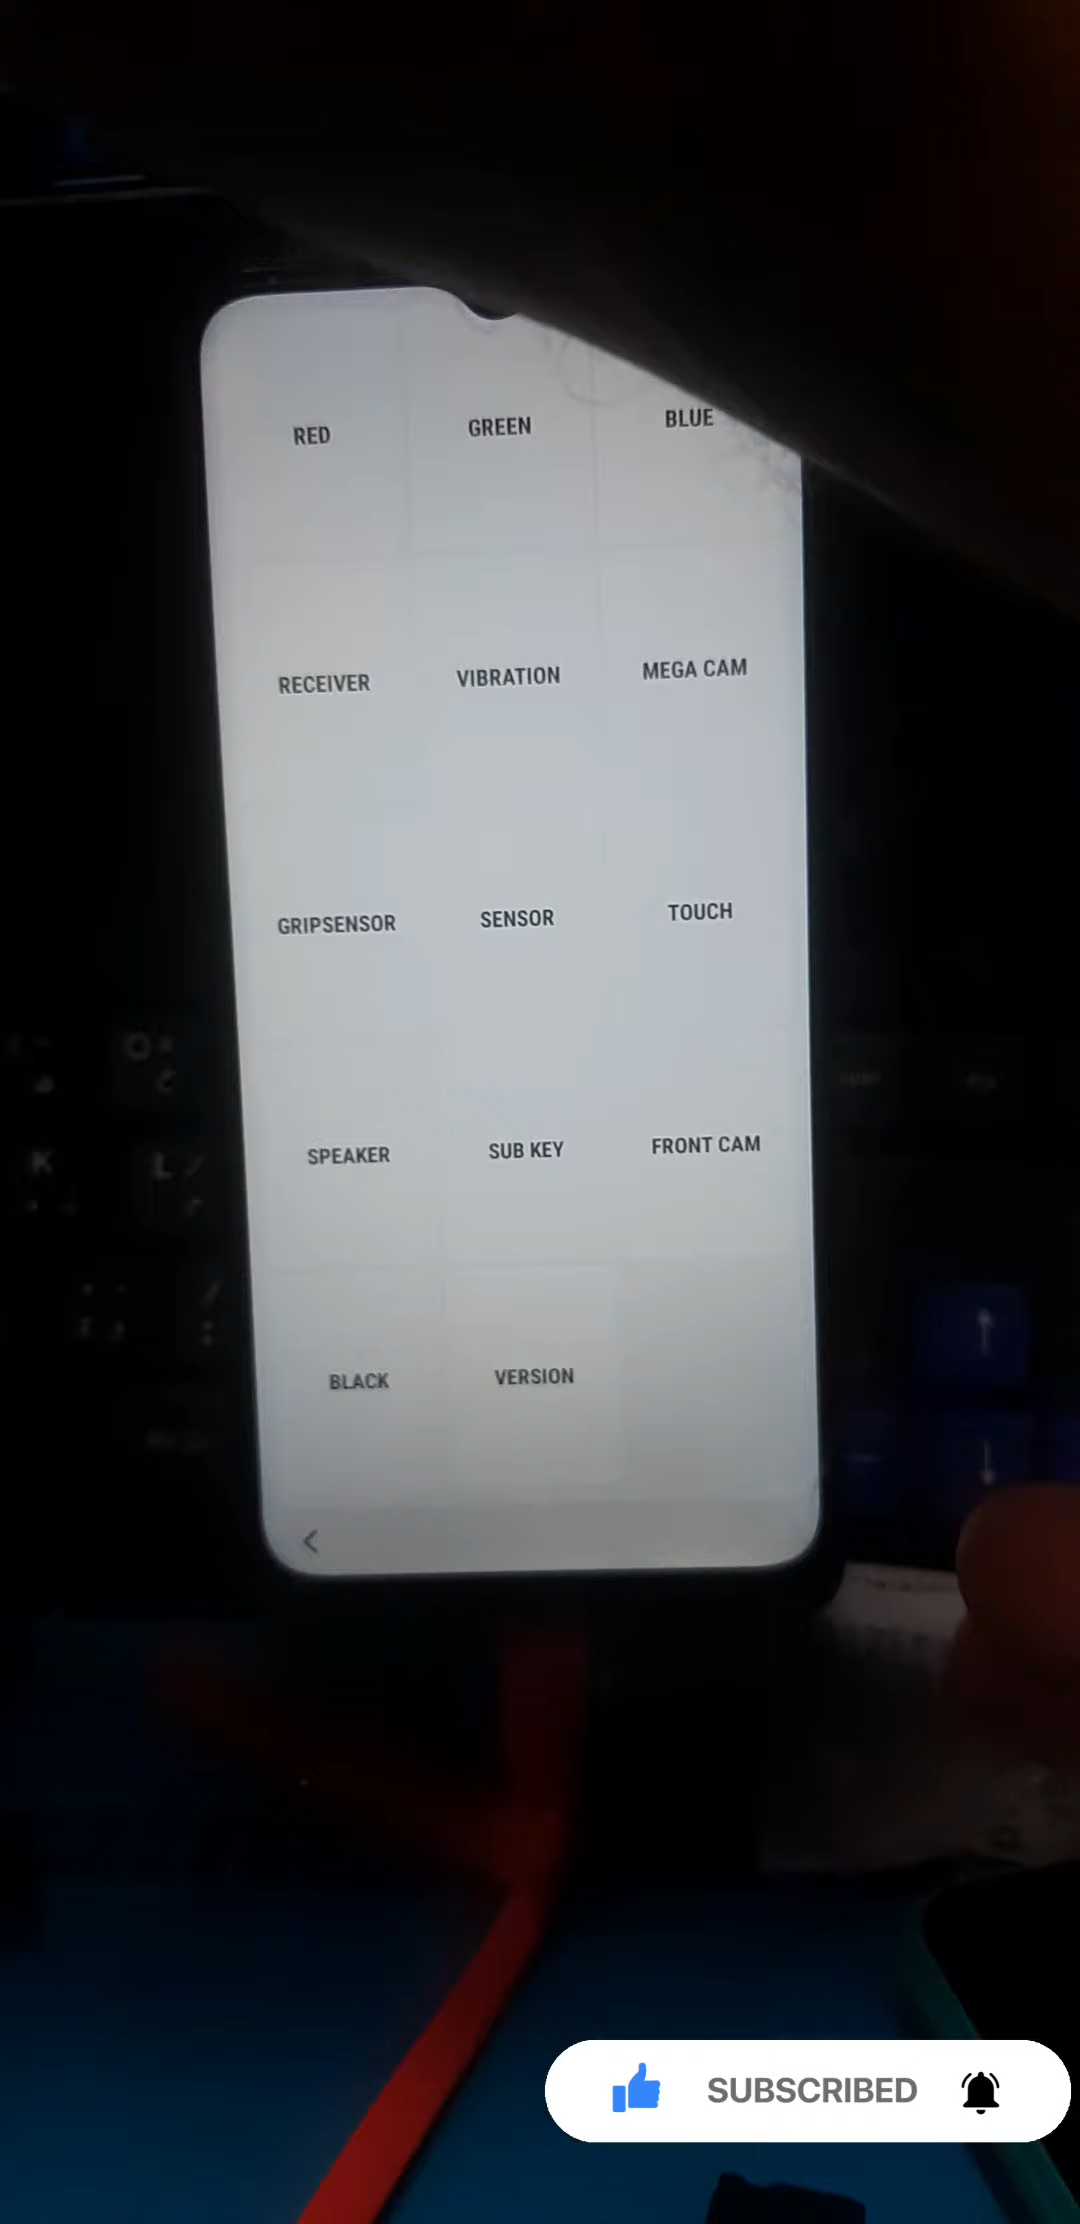 RED
GREEN
BLUE
RECEIVER
VIBRATION
MEGA CAM
GRIPSENSOR
SENSOR
TOUCH
SPEAKER
SUB KEY
FRONT CAM
BLACK
VERSION
K
L
SUBSCRIBED